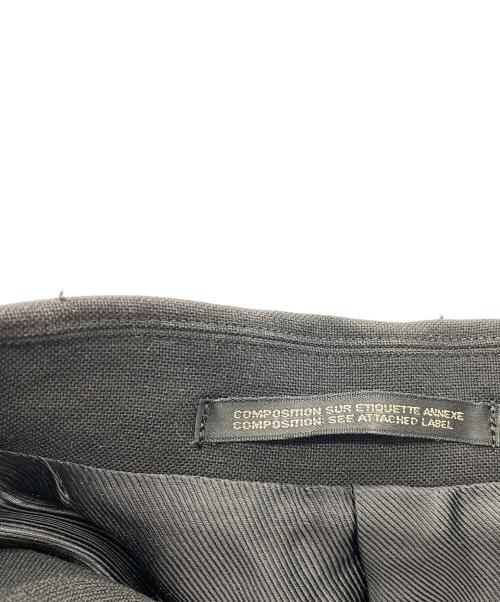 COMPOSITION SUR ETIQUETTE ANNEXE
COMPOSITION: SEE ATTACHED LABEL